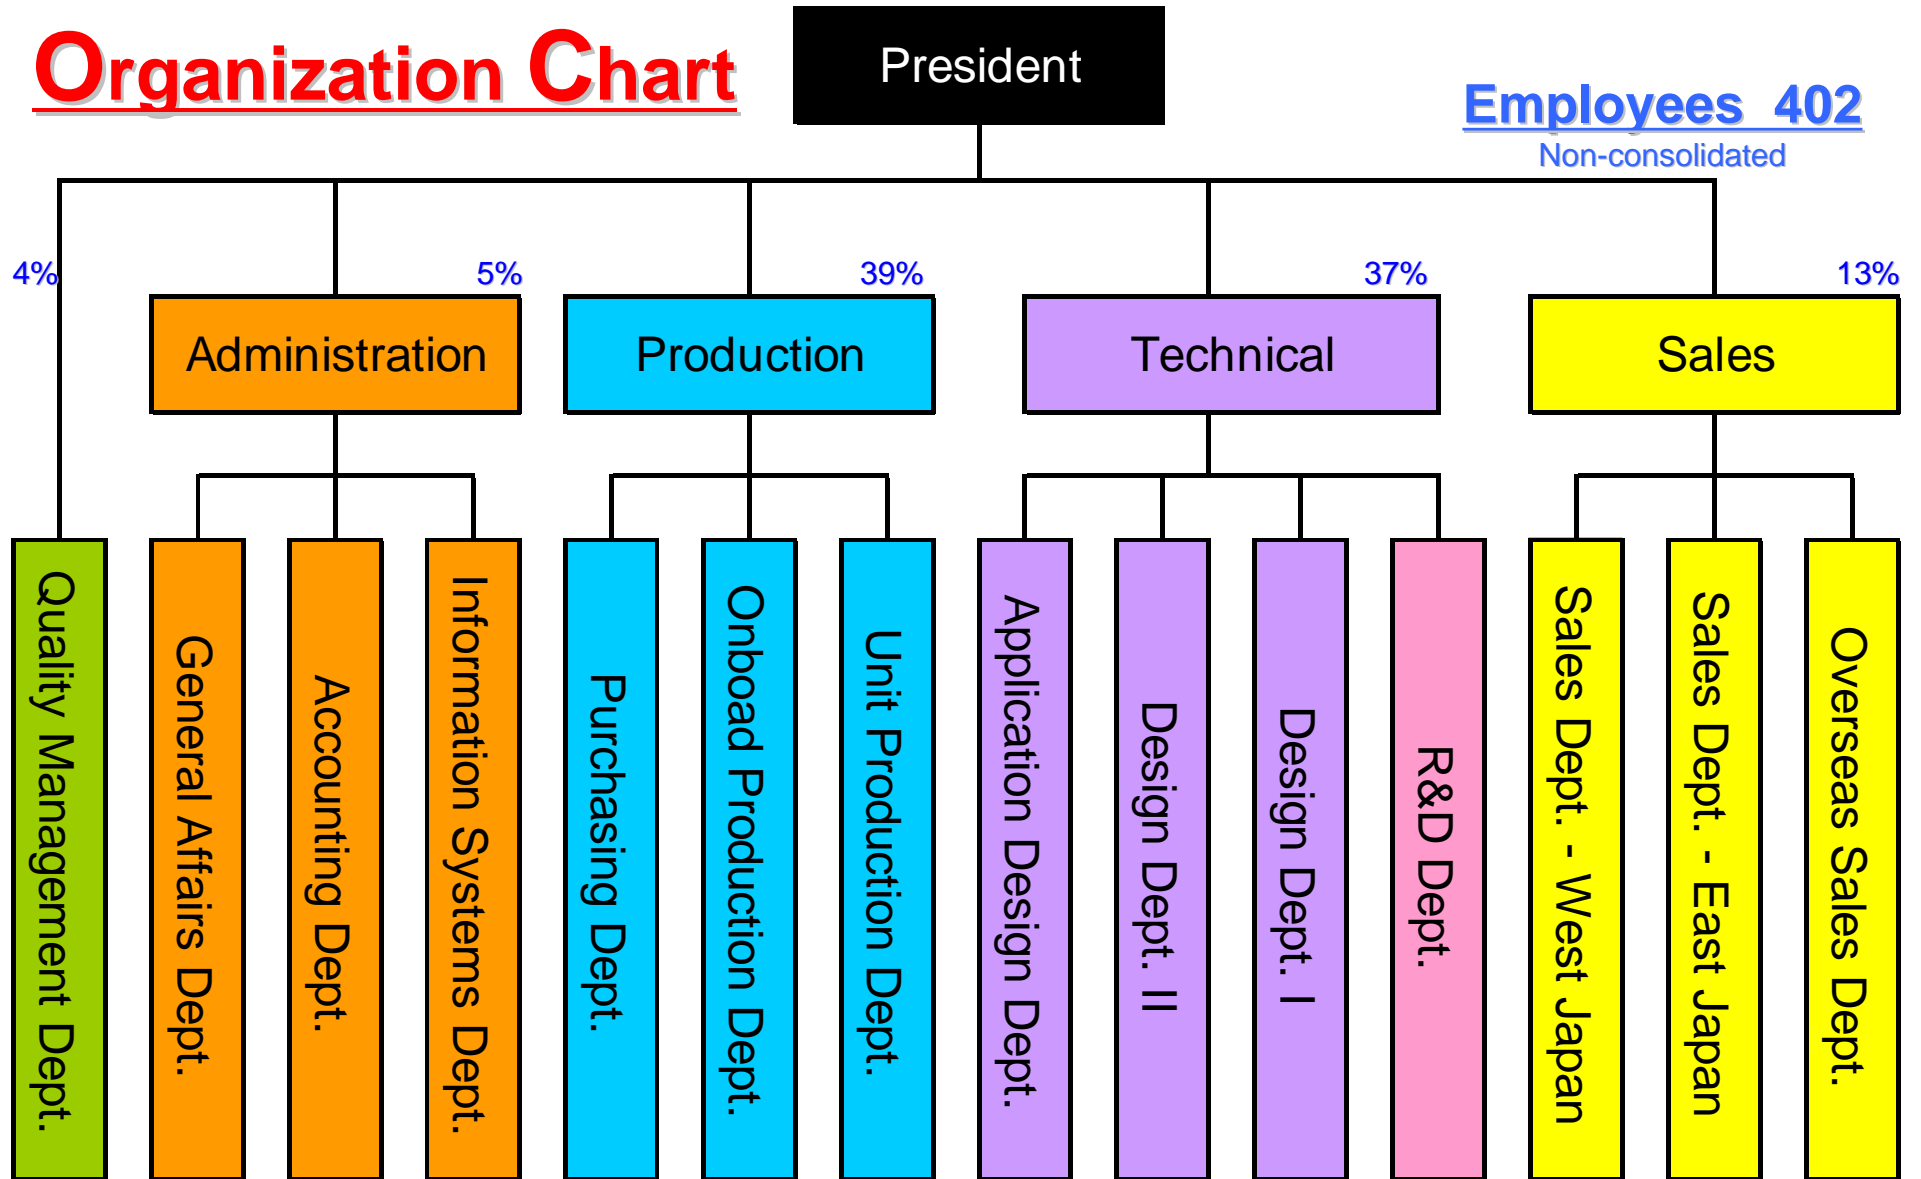 Organization Chart
President
Employees 402
Non-consolidated
4%
5%
39%
37%
13%
Administration
Production
Technical
Sales
Quality Management Dept.
General Affairs Dept.
Accounting Dept.
Information Systems Dept.
Purchasing Dept.
Onboad Production Dept.
Unit Production Dept.
Application Design Dept.
Design Dept. II
Design Dept. I
R&D Dept.
Sales Dept. - West Japan
Sales Dept. - East Japan
Overseas Sales Dept.